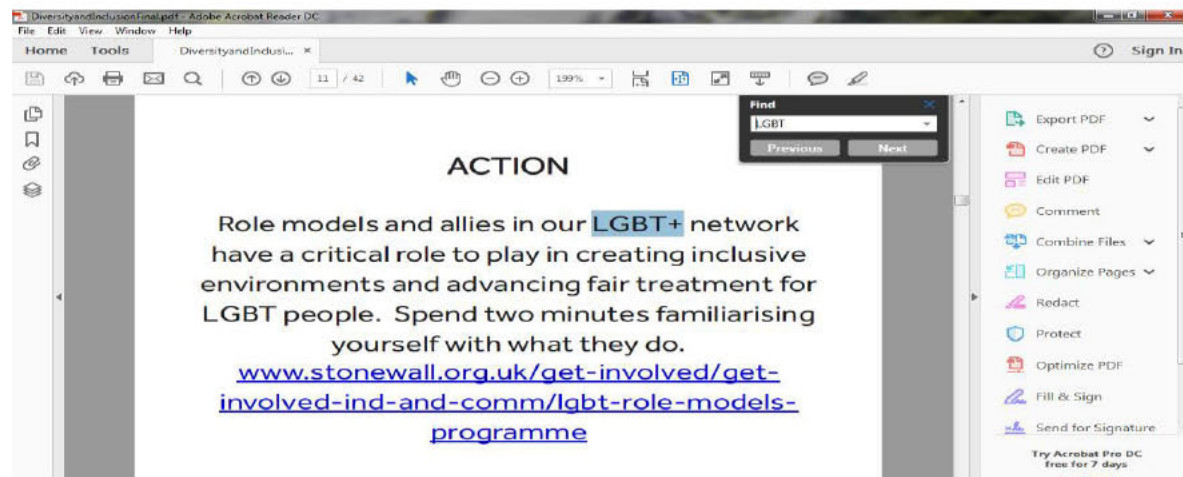 DiversityandInclusionFinal.pdf - Adobe Acrobat Reader DC
File Edit View Window Help
Home Tools DiversityandInclusi... × Sign In
11 / 42 199%
Find
LGBT
Previous Next
ACTION
Role models and allies in our LGBT+ network
have a critical role to play in creating inclusive
environments and advancing fair treatment for
LGBT people. Spend two minutes familiarising
yourself with what they do.
www.stonewall.org.uk/get-involved/get-
involved-ind-and-comm/lgbt-role-models-
programme
Export PDF
Create PDF
Edit PDF
Comment
Combine Files
Organize Pages
Redact
Protect
Optimize PDF
Fill & Sign
Send for Signature
Try Acrobat Pro DC
free for 7 days